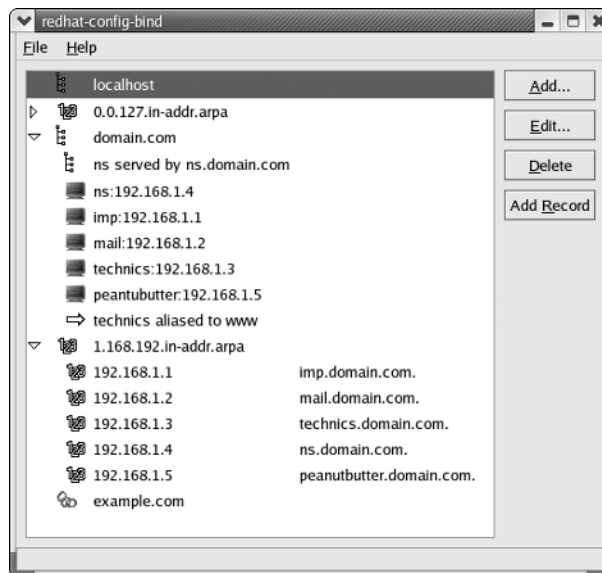 redhat-config-bind
File Help
localhost
0.0.127.in-addr.arpa
domain.com
ns served by ns.domain.com
ns:192.168.1.4
imp:192.168.1.1
mail:192.168.1.2
technics:192.168.1.3
peantubutter:192.168.1.5
technics aliased to www
1.168.192.in-addr.arpa
192.168.1.1 imp.domain.com.
192.168.1.2 mail.domain.com.
192.168.1.3 technics.domain.com.
192.168.1.4 ns.domain.com.
192.168.1.5 peanutbutter.domain.com.
example.com
Add...
Edit...
Delete
Add Record